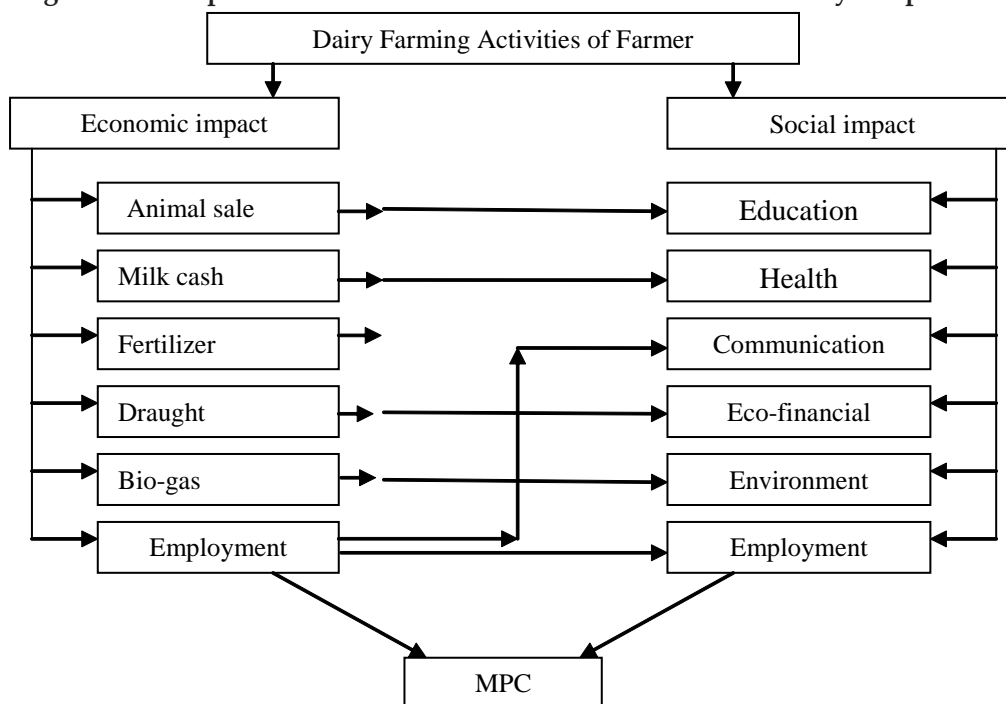 Dairy Farming Activities of Farmer
Economic impact
Social impact
Animal sale
Education
Milk cash
Health
Fertilizer
Communication
Draught
Eco-financial
Bio-gas
Environment
Employment
Employment
MPC